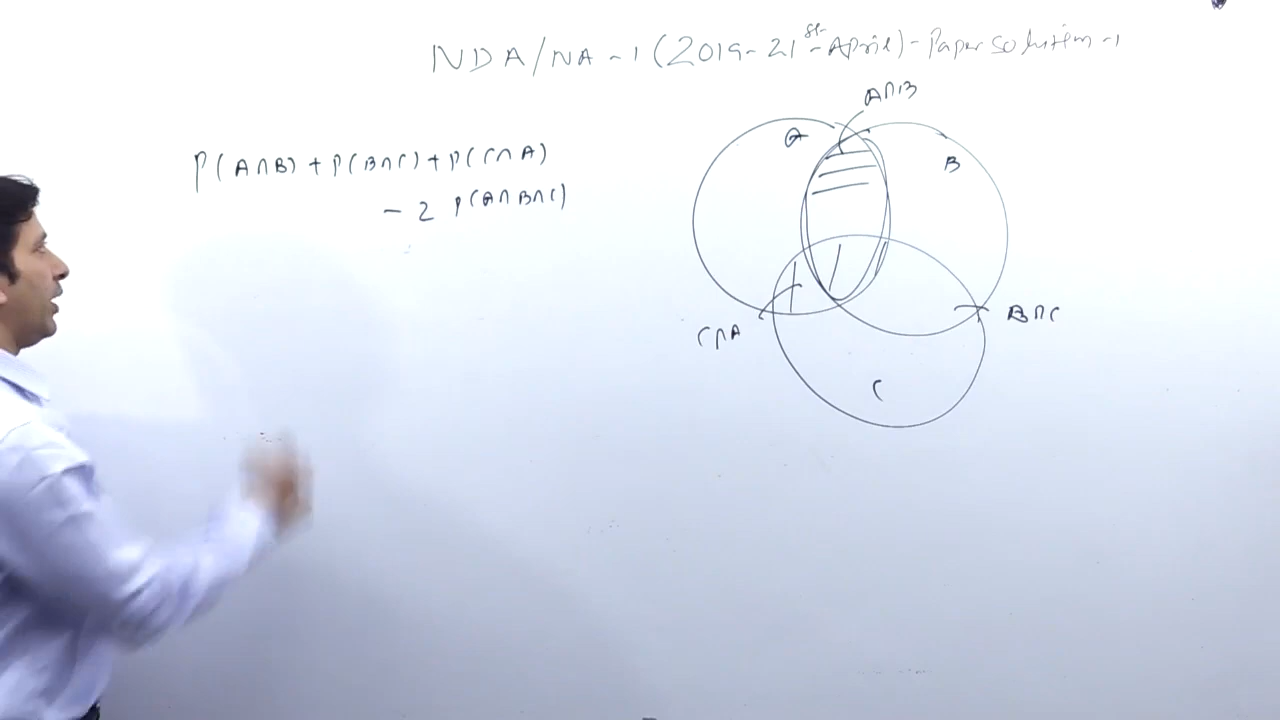 NDA/NA-1 (2019-21st-April)-Paper solution-1
A∩B
A
B
P(A∩B) + P(B∩C) + P(C∩A)
- 2 P(A∩B∩C)
C∩A
B∩C
C